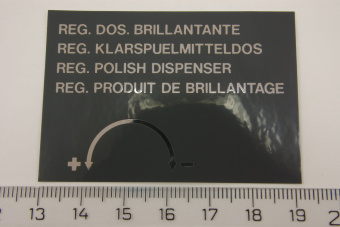 REG. DOS. BRILLANTANTE
REG. KLARSPUELMITTELDOS
REG. POLISH DISPENSER
REG. PRODUIT DE BRILLANTAGE
+ -
13 14 15 16 17 18 19 2